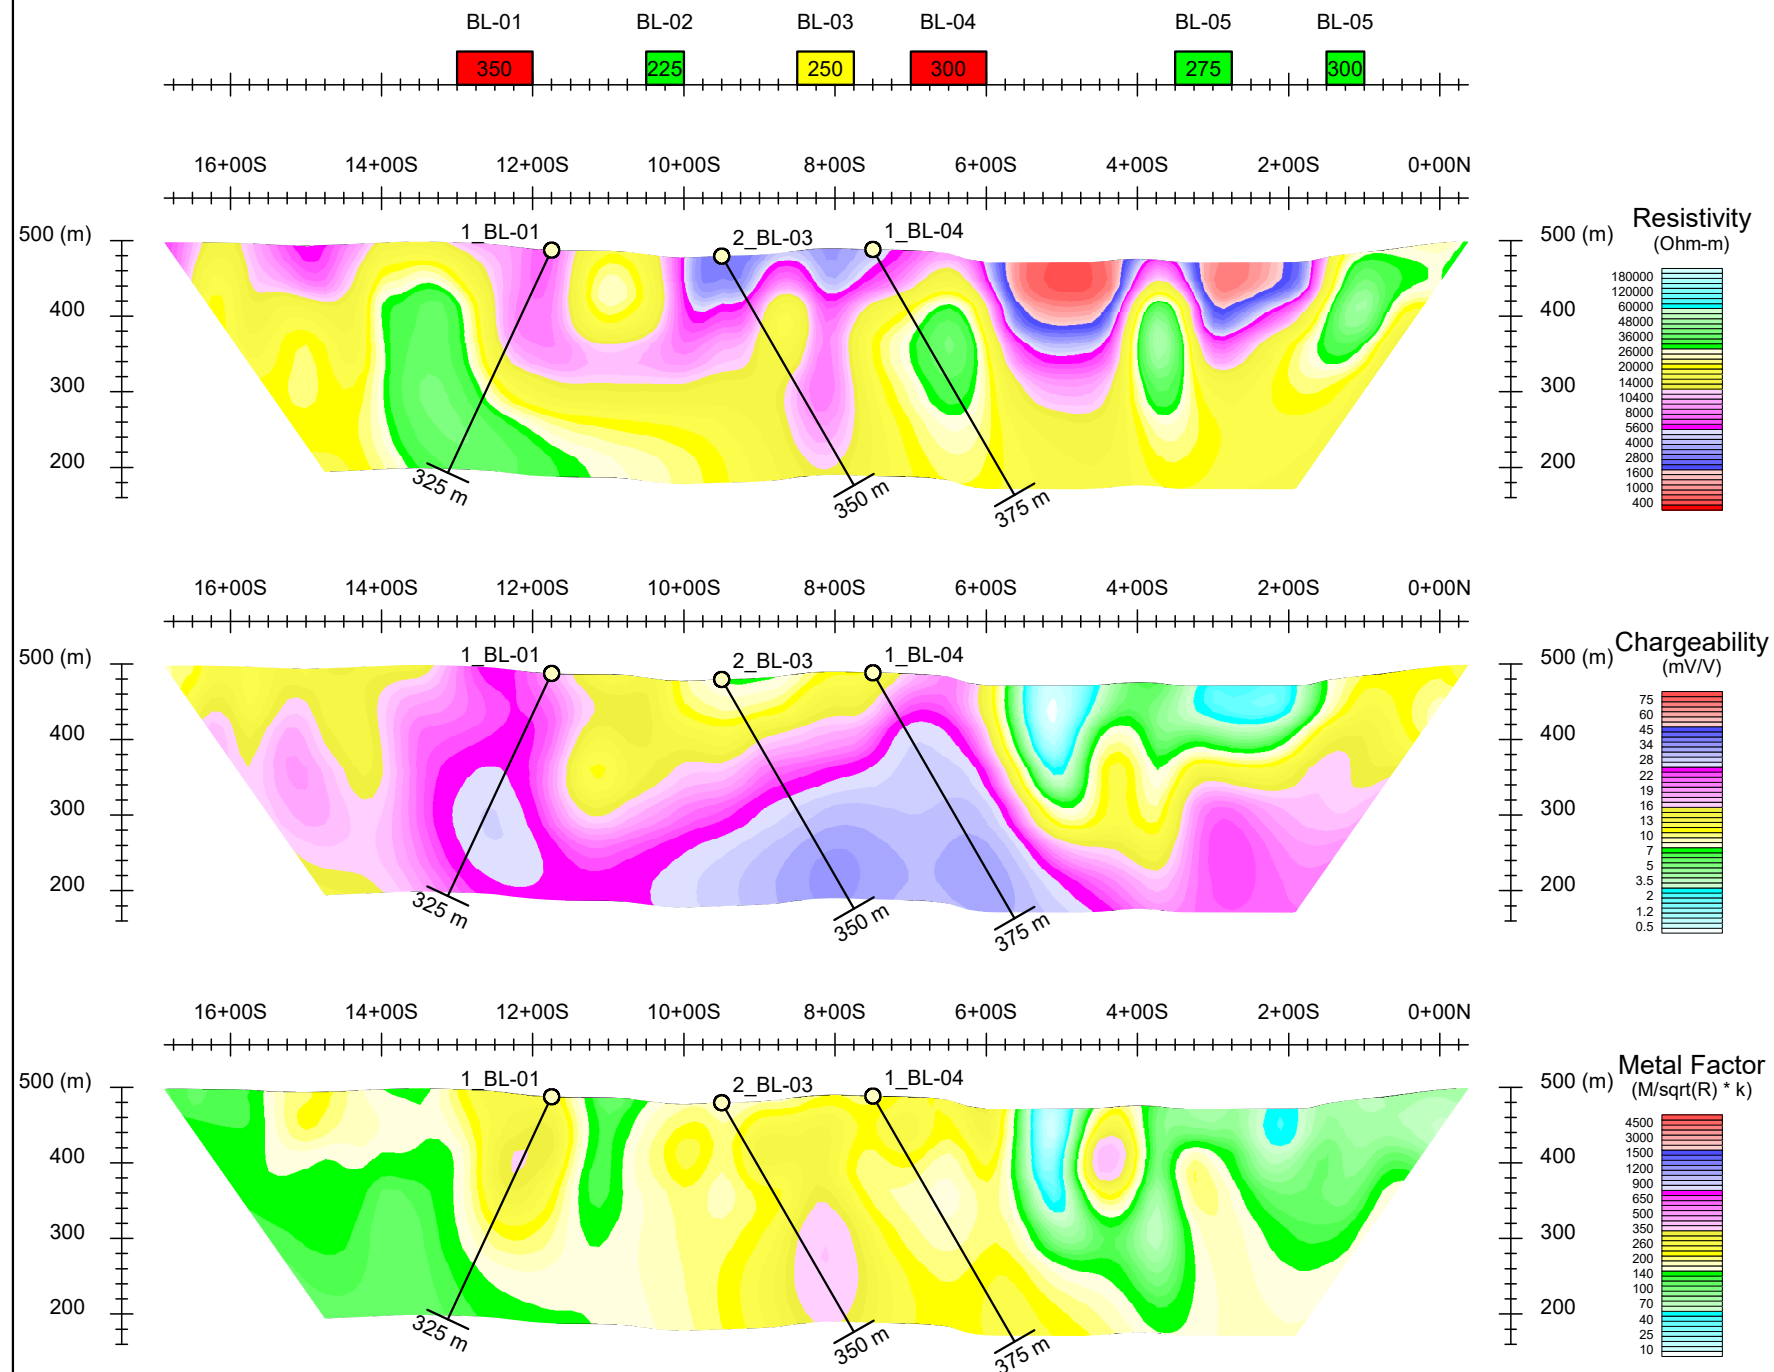 BL-01 BL-02 BL-03 BL-04 BL-05 BL-05
350 225 250 300 275 300
16+00S 14+00S 12+00S 10+00S 8+00S 6+00S 4+00S 2+00S 0+00N
1_BL-01 2_BL-03 1_BL-04
500 (m) 500 (m)
400 400
300 300
200 200
325 m 350 m 375 m
Resistivity
(Ohm-m)
180000
120000
60000
48000
36000
26000
20000
14000
10400
8000
5600
4000
2800
1600
1000
400
16+00S 14+00S 12+00S 10+00S 8+00S 6+00S 4+00S 2+00S 0+00N
1_BL-01 2_BL-03 1_BL-04
500 (m) 500 (m)
400 400
300 300
200 200
325 m 350 m 375 m
Chargeability
(mV/V)
75
60
45
34
28
22
19
16
13
10
7
5
3.5
2
1.2
0.5
16+00S 14+00S 12+00S 10+00S 8+00S 6+00S 4+00S 2+00S 0+00N
1_BL-01 2_BL-03 1_BL-04
500 (m) 500 (m)
400 400
300 300
200 200
325 m 350 m 375 m
Metal Factor
(M/sqrt(R) * k)
4500
3000
1500
1200
900
650
500
350
260
200
140
100
70
40
25
10